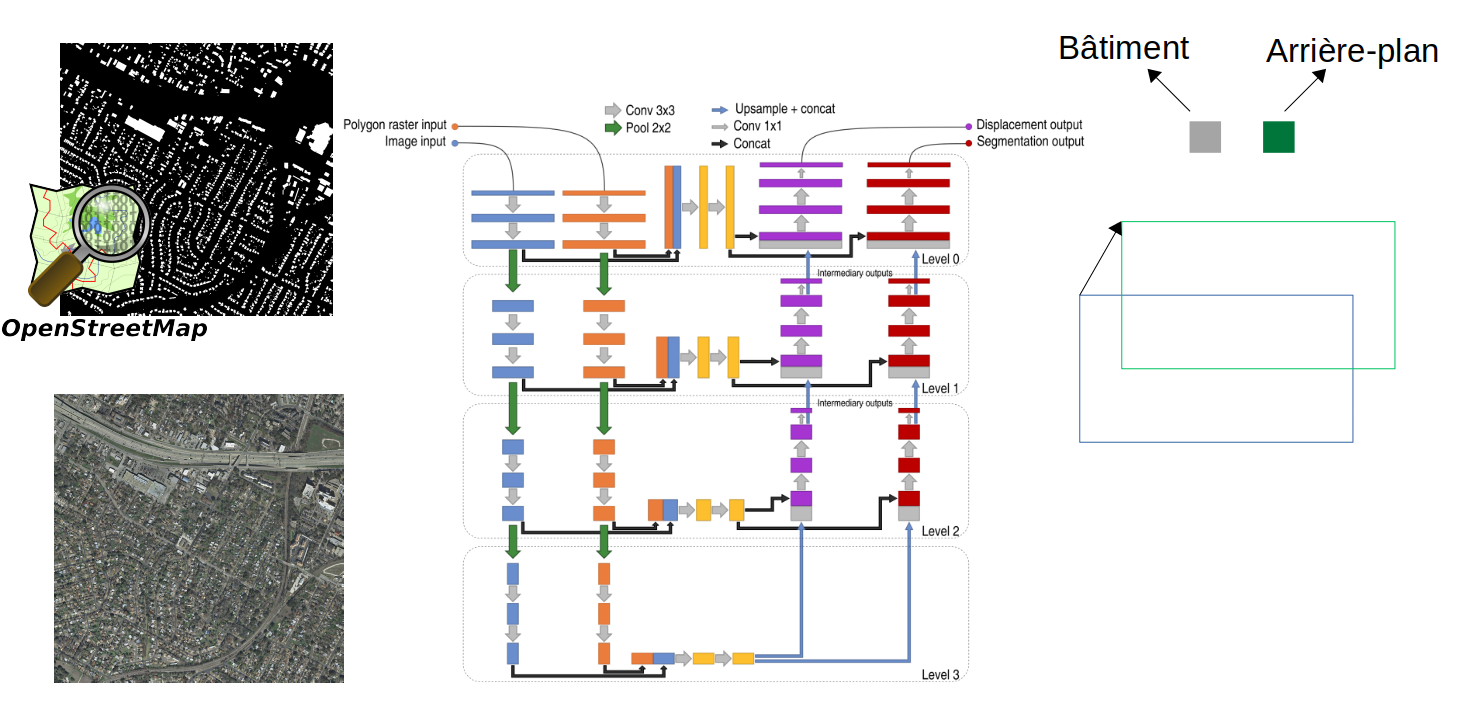 Bâtiment
Arrière-plan
Conv 3x3
Pool 2x2
Upsample + concat
Conv 1x1
Concat
Polygon raster input
Image input
Displacement output
Segmentation output
Level 0
Intermediary outputs
OpenStreetMap
Level 1
Intermediary outputs
Level 2
Level 3